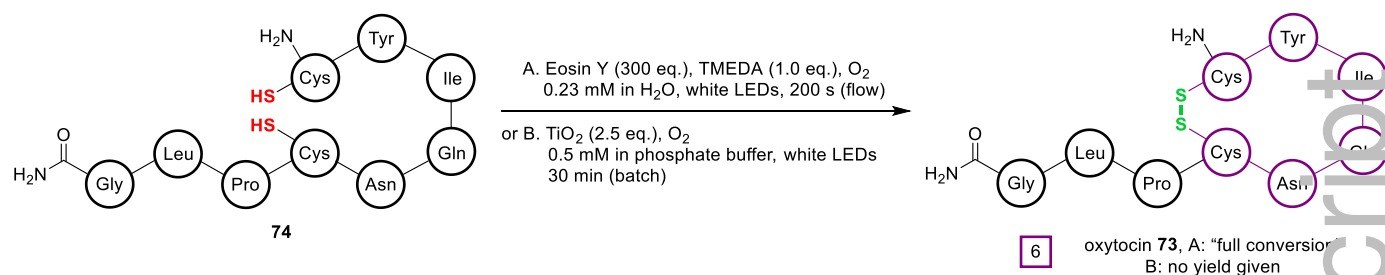 H₂N
Tyr
Cys
Ile
HS
HS
O
H₂N
Gly
Leu
Pro
Cys
Asn
Gln
74
A. Eosin Y (300 eq.), TMEDA (1.0 eq.), O₂
0.23 mM in H₂O, white LEDs, 200 s (flow)
or B. TiO₂ (2.5 eq.), O₂
0.5 mM in phosphate buffer, white LEDs
30 min (batch)
H₂N
Tyr
Cys
Ile
S
S
O
H₂N
Gly
Leu
Pro
Cys
Asn
6
oxytocin 73, A: “full conversion
B: no yield given
cript